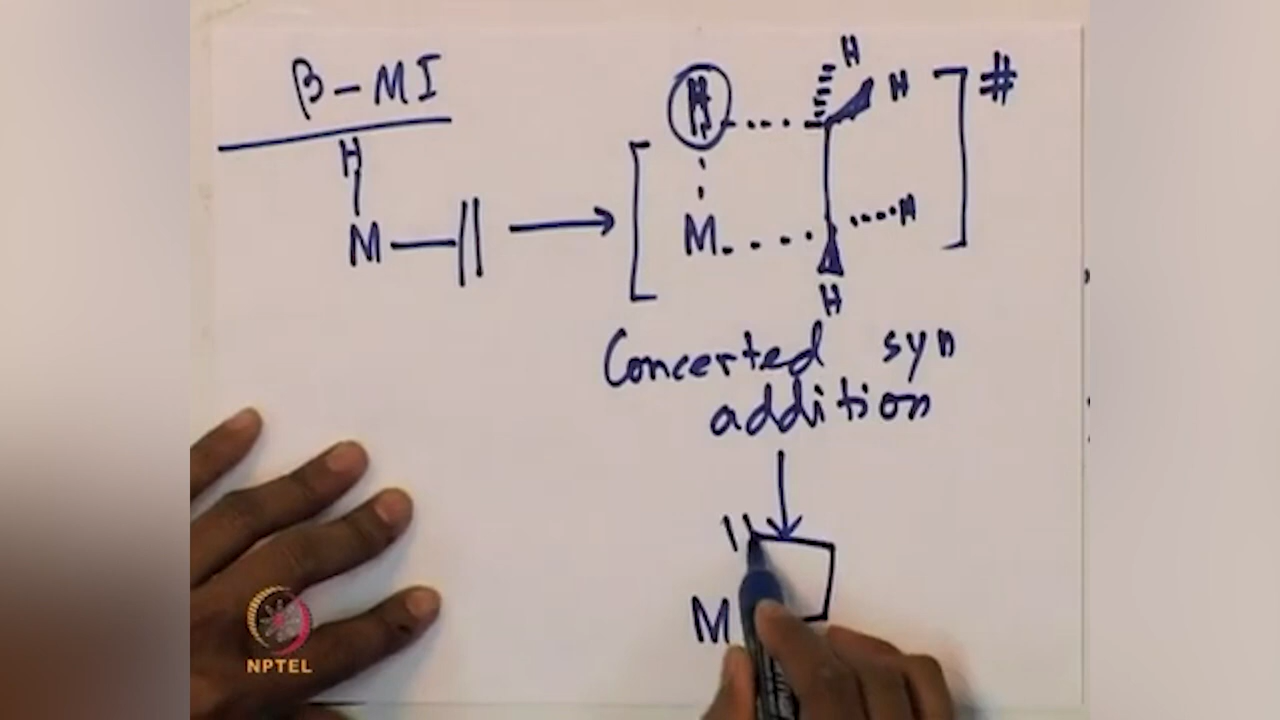 β-MI
H
M
H H H
M H #
H
Concerted syn
addition
M
NPTEL